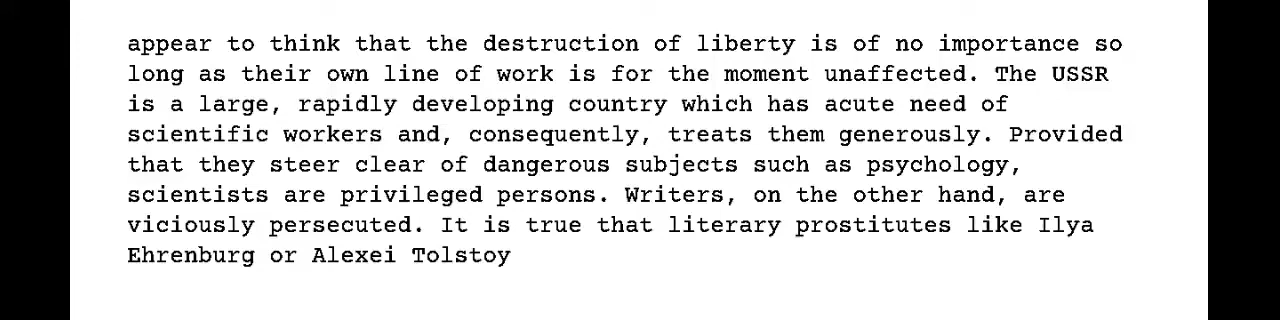 appear to think that the destruction of liberty is of no importance so
long as their own line of work is for the moment unaffected. The USSR
is a large, rapidly developing country which has acute need of
scientific workers and, consequently, treats them generously. Provided
that they steer clear of dangerous subjects such as psychology,
scientists are privileged persons. Writers, on the other hand, are
viciously persecuted. It is true that literary prostitutes like Ilya
Ehrenburg or Alexei Tolstoy